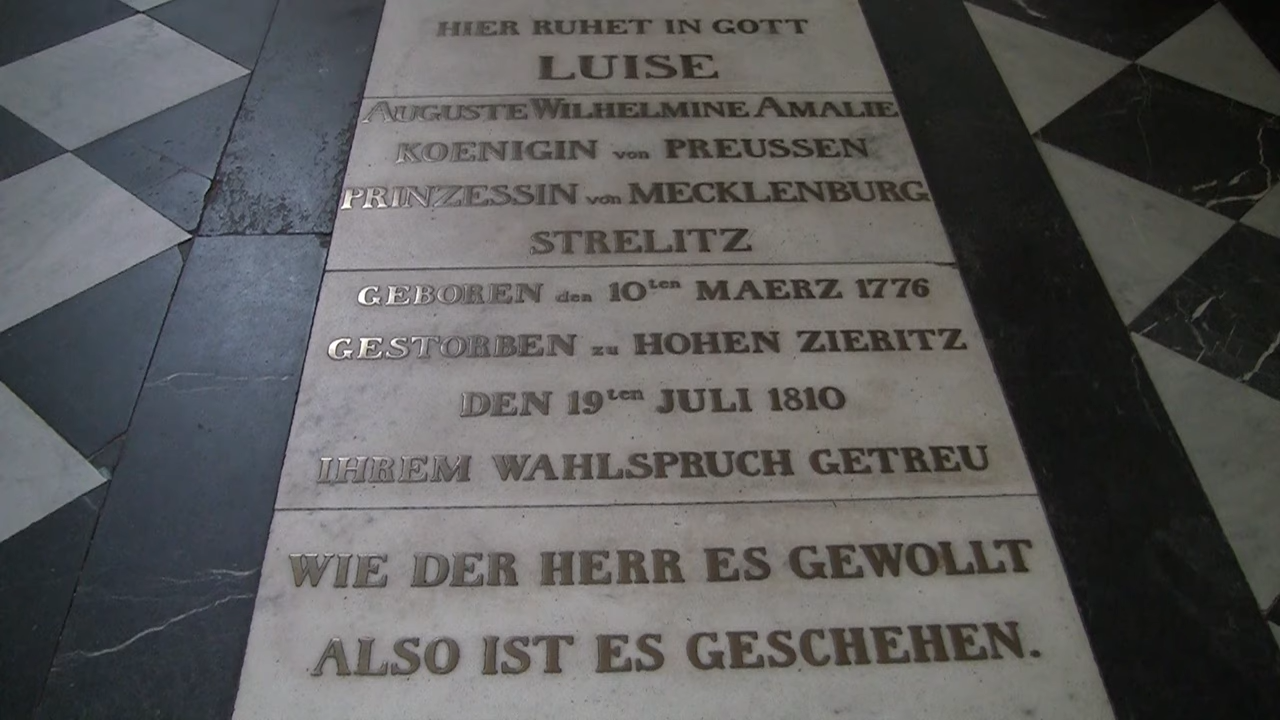 HIER RUHET IN GOTT
LUISE
AUGUSTE WILHELMINE AMALIE
KOENIGIN von PREUSSEN
PRINZESSIN von MECKLENBURG
STRELITZ
GEBOREN den 10ten MAERZ 1776
GESTORBEN zu HOHEN ZIERITZ
DEN 19ten JULI 1810
IHREM WAHLSPRUCH GETREU
WIE DER HERR ES GEWOLLT
ALSO IST ES GESCHEHEN.